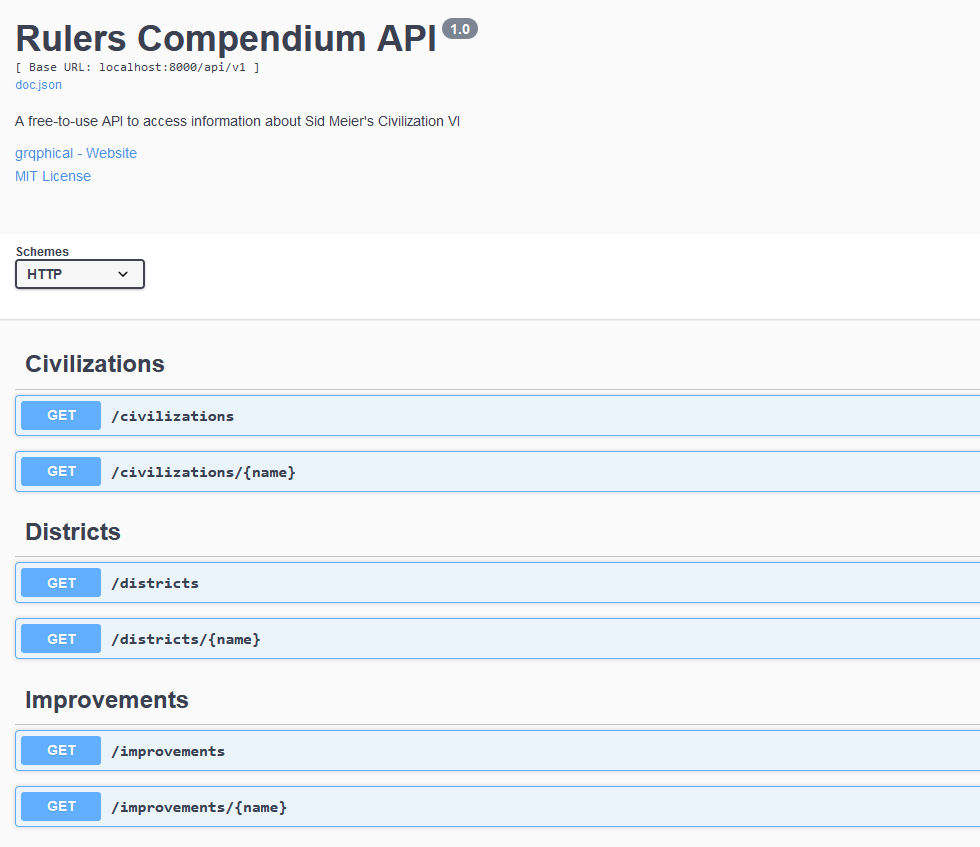 Rulers Compendium API 1.0
[ Base URL: localhost:8000/api/v1 ]
doc.json
A free-to-use API to access information about Sid Meier's Civilization VI
grqphical - Website
MIT License
Schemes
HTTP
Civilizations
GET /civilizations
GET /civilizations/{name}
Districts
GET /districts
GET /districts/{name}
Improvements
GET /improvements
GET /improvements/{name}